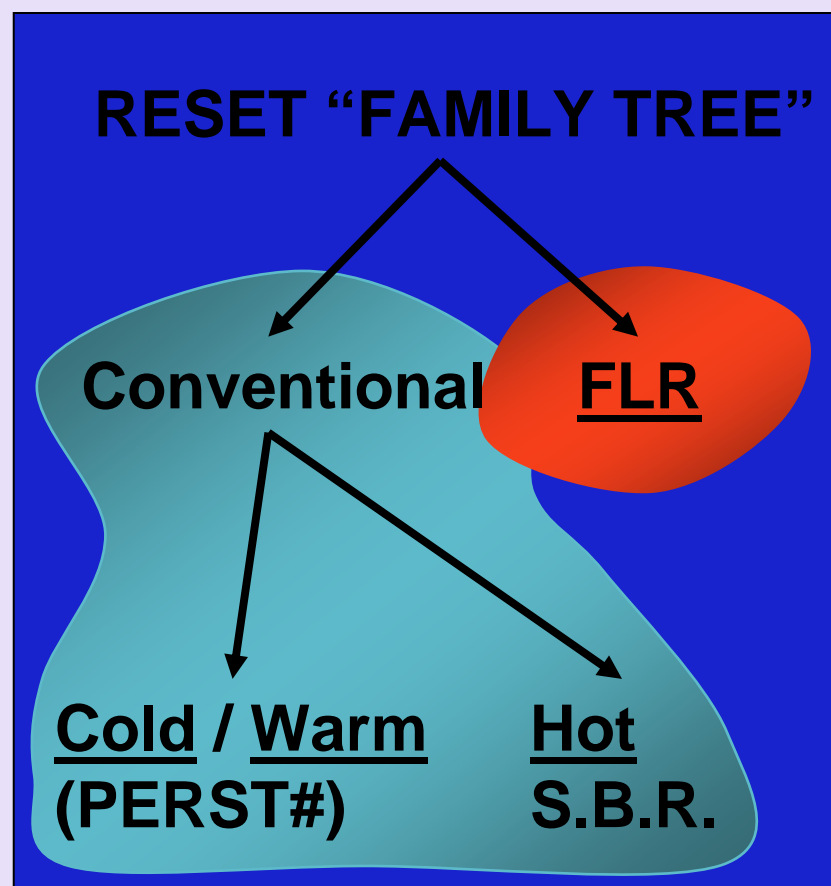 RESET “FAMILY TREE”
Conventional FLR
Cold / Warm Hot
(PERST#) S.B.R.